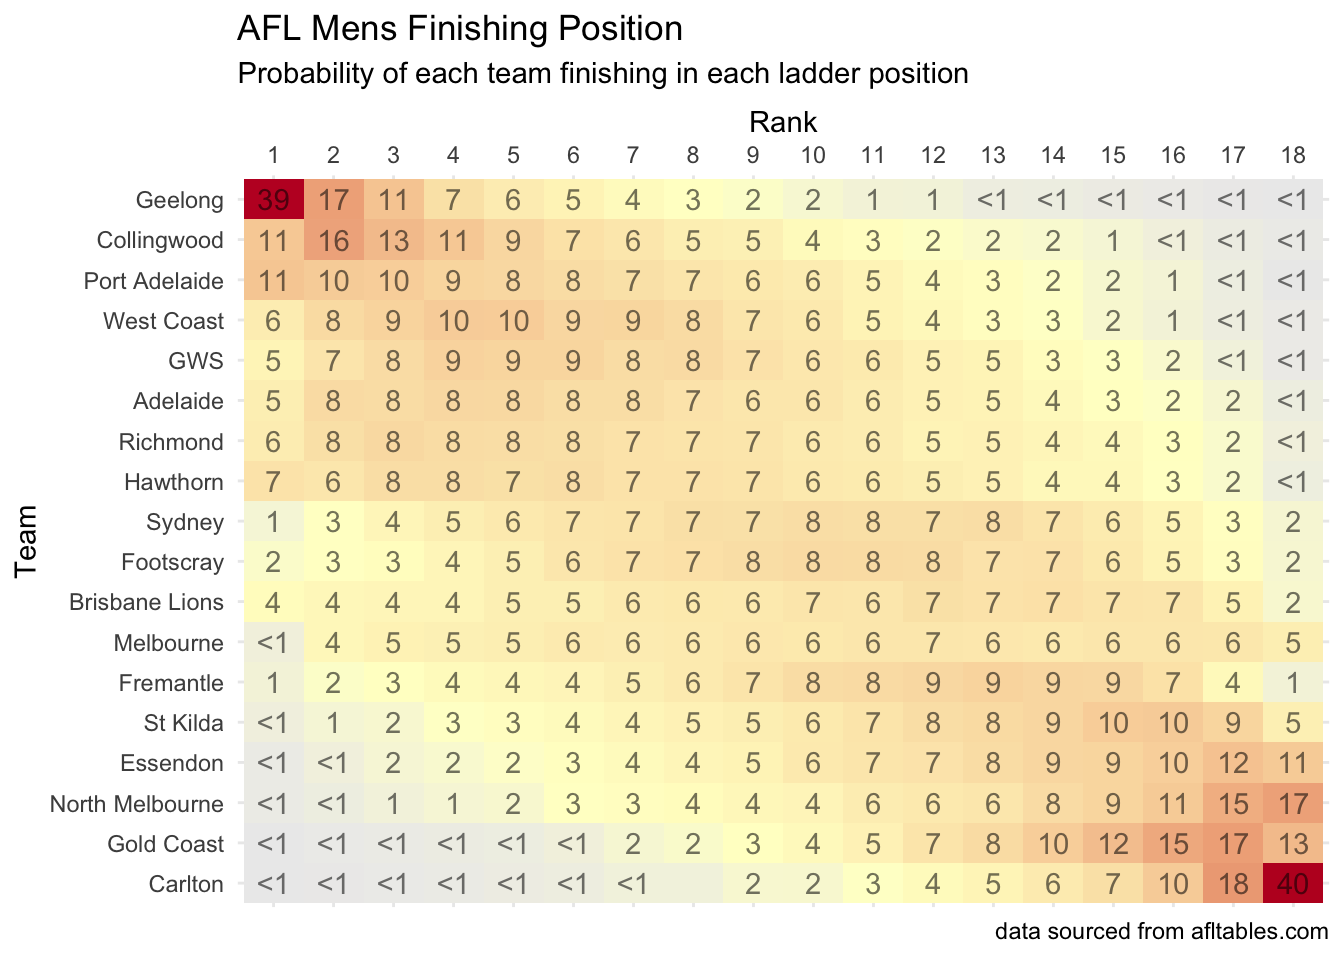 AFL Mens Finishing Position
Probability of each team finishing in each ladder position
Rank
1 2 3 4 5 6 7 8 9 10 11 12 13 14 15 16 17 18
Geelong 39 17 11 7 6 5 4 3 2 2 1 1 <1 <1 <1 <1 <1 <1
Collingwood 11 16 13 11 9 7 6 5 5 4 3 2 2 2 1 <1 <1 <1
Port Adelaide 11 10 10 9 8 8 7 7 6 6 5 4 3 2 2 1 <1 <1
West Coast 6 8 9 10 10 9 9 8 7 6 5 4 3 3 2 1 <1 <1
GWS 5 7 8 9 9 9 8 8 7 6 6 5 5 3 3 2 <1 <1
Adelaide 5 8 8 8 8 8 8 7 6 6 6 5 5 4 3 2 2 <1
Richmond 6 8 8 8 8 8 7 7 7 6 6 5 5 4 4 3 2 <1
Hawthorn 7 6 8 8 7 8 7 7 7 6 6 5 5 4 4 3 2 <1
Sydney 1 3 4 5 6 7 7 7 7 8 8 7 8 7 6 5 3 2
Footscray 2 3 3 4 5 6 7 7 8 8 8 8 7 7 6 5 3 2
Brisbane Lions 4 4 4 4 5 5 6 6 6 7 6 7 7 7 7 7 5 2
Melbourne <1 4 5 5 5 6 6 6 6 6 6 7 6 6 6 6 6 5
Fremantle 1 2 3 4 4 4 5 6 7 8 8 9 9 9 9 7 4 1
St Kilda <1 1 2 3 3 4 4 5 5 6 7 8 8 9 10 10 9 5
Essendon <1 <1 2 2 2 3 4 4 5 6 7 7 8 9 9 10 12 11
North Melbourne <1 <1 1 1 2 3 3 4 4 4 6 6 6 8 9 11 15 17
Gold Coast <1 <1 <1 <1 <1 <1 2 2 3 4 5 7 8 10 12 15 17 13
Carlton <1 <1 <1 <1 <1 <1 <1 2 2 3 4 5 6 7 10 18 40
Team
data sourced from afltables.com